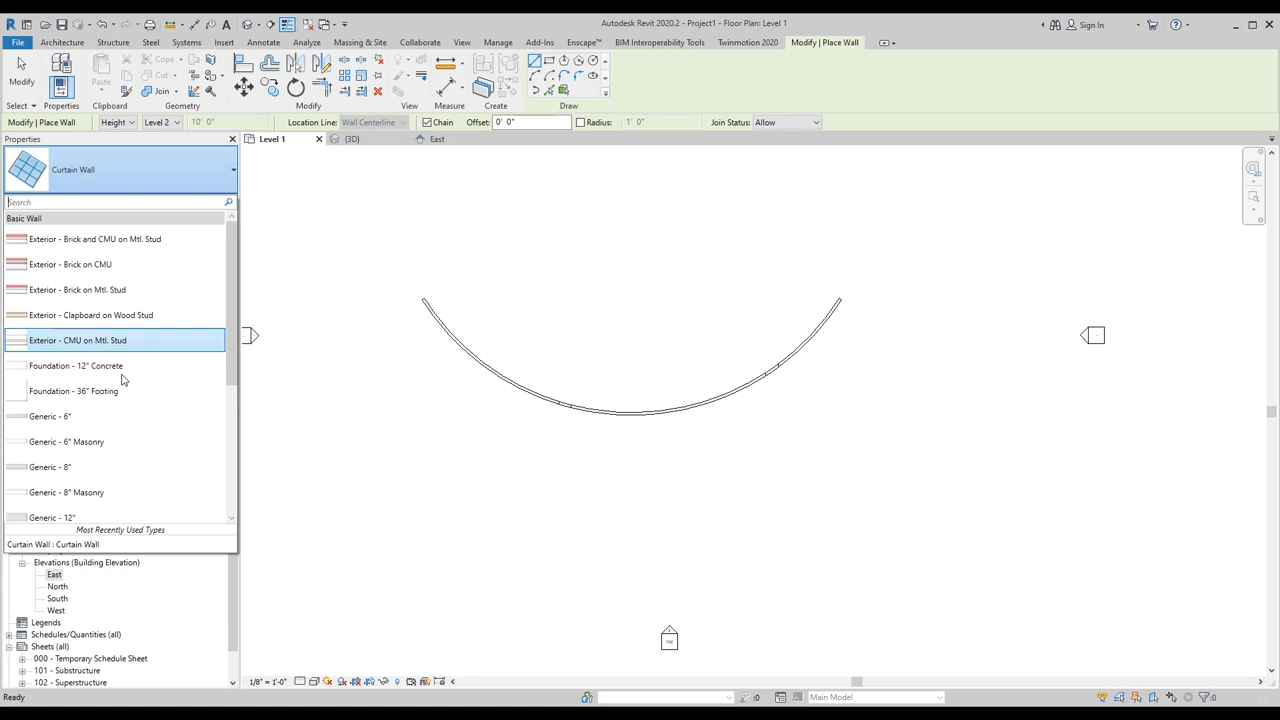 Autodesk Revit 2020.2 - Project1 - Floor Plan: Level 1
Sign In
File Architecture Structure Steel Systems Insert Annotate Analyze Massing & Site Collaborate View Manage Add-Ins Enscape™ BIM Interoperability Tools Twinmotion 2020 Modify | Place Wall
Modify
Properties
Paste
Cope
Cut
Join
Select Properties Clipboard Geometry Modify View Measure Create Draw
Modify | Place Wall Height Level 2 10' 0" Location Line: Wall Centerline Chain Offset: 0' 0" Radius: 1' 0" Join Status: Allow
Properties
Level 1 {3D} East
Curtain Wall
Search
Basic Wall
Exterior - Brick and CMU on Mtl. Stud
Exterior - Brick on CMU
Exterior - Brick on Mtl. Stud
Exterior - Clapboard on Wood Stud
Exterior - CMU on Mtl. Stud
Foundation - 12" Concrete
Foundation - 36" Footing
Generic - 6"
Generic - 6" Masonry
Generic - 8"
Generic - 8" Masonry
Generic - 12"
Most Recently Used Types
Curtain Wall : Curtain Wall
Elevations (Building Elevation)
East
North
South
West
Legends
Schedules/Quantities (all)
Sheets (all)
000 - Temporary Schedule Sheet
101 - Substructure
102 - Superstructure
1/8" = 1'-0"
Ready
:0
Main Model
:0